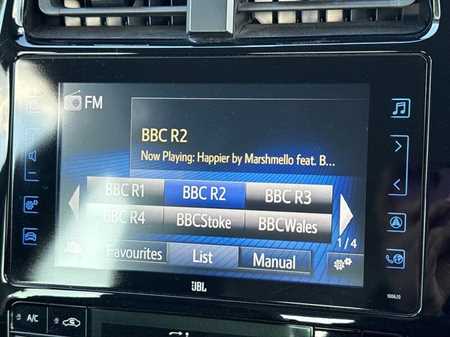 FM
BBC R2
Now Playing: Happier by Marshmello feat. B...
BBC R1 BBC R2 BBC R3
BBC R4 BBCStoke BBCWales
1/4
Favourites List Manual
JBL
100620
A/C